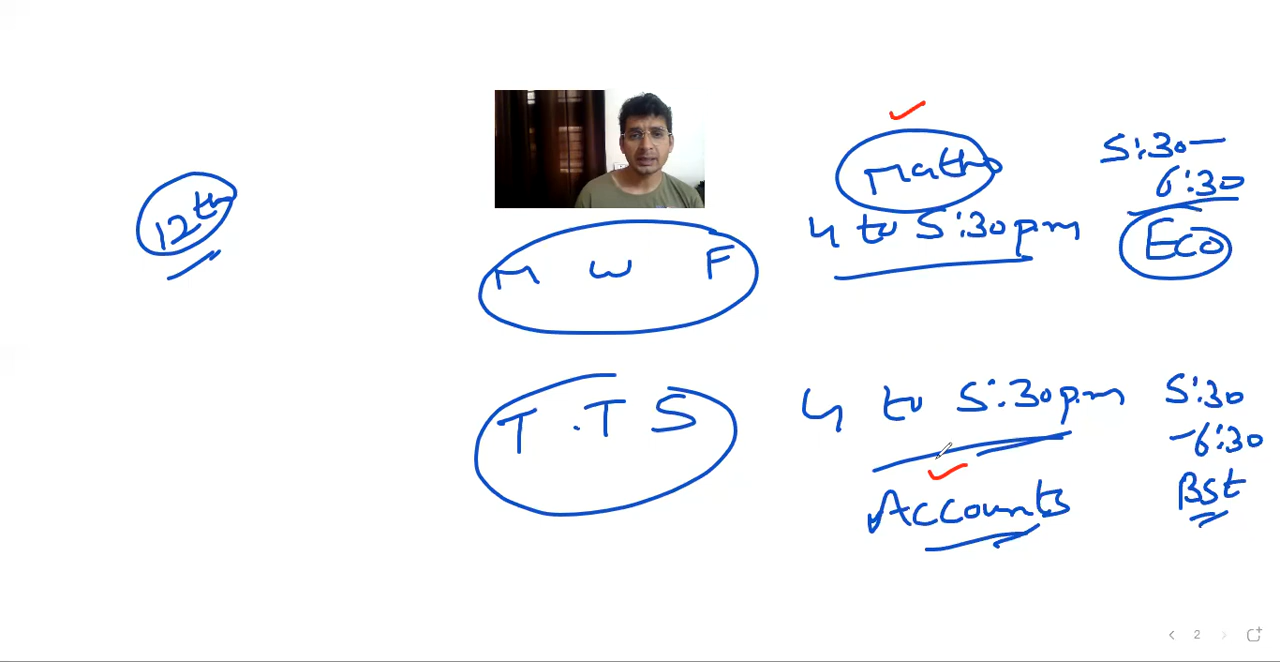 12th
M W F
Maths
4 to 5:30pm
5:30-
6:30
Eco
T . T S
4 to 5:30pm
Accounts
5:30
-6:30
Bst
2